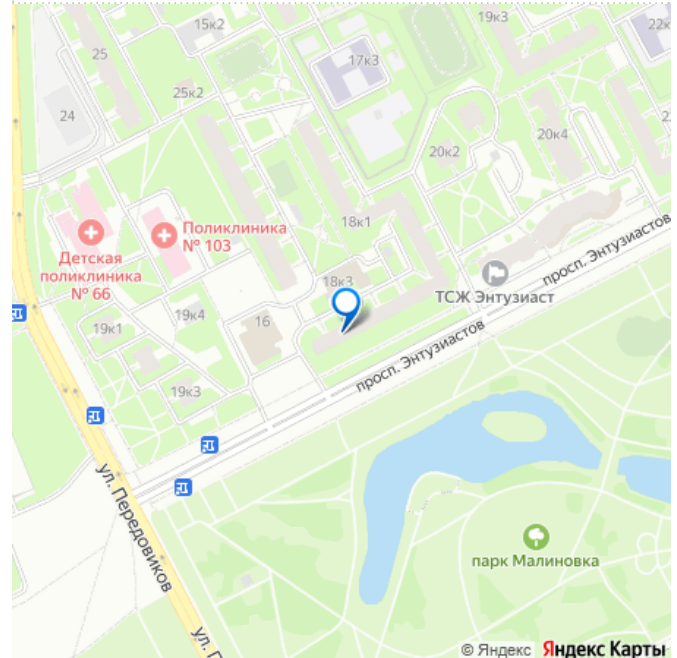 19к3
15к2
22к
25
17к3
25к2
24
20к4
20к2
Поликлиника
№ 103
18к1
Детская
поликлиника
№ 66
просп. Энтузиастов
18к3
ТСЖ Энтузиаст
19к4
16
19к1
просп. Энтузиастов
19к3
ул. Передовиков
парк Малиновка
ул. П
© Яндекс Яндекс Карты